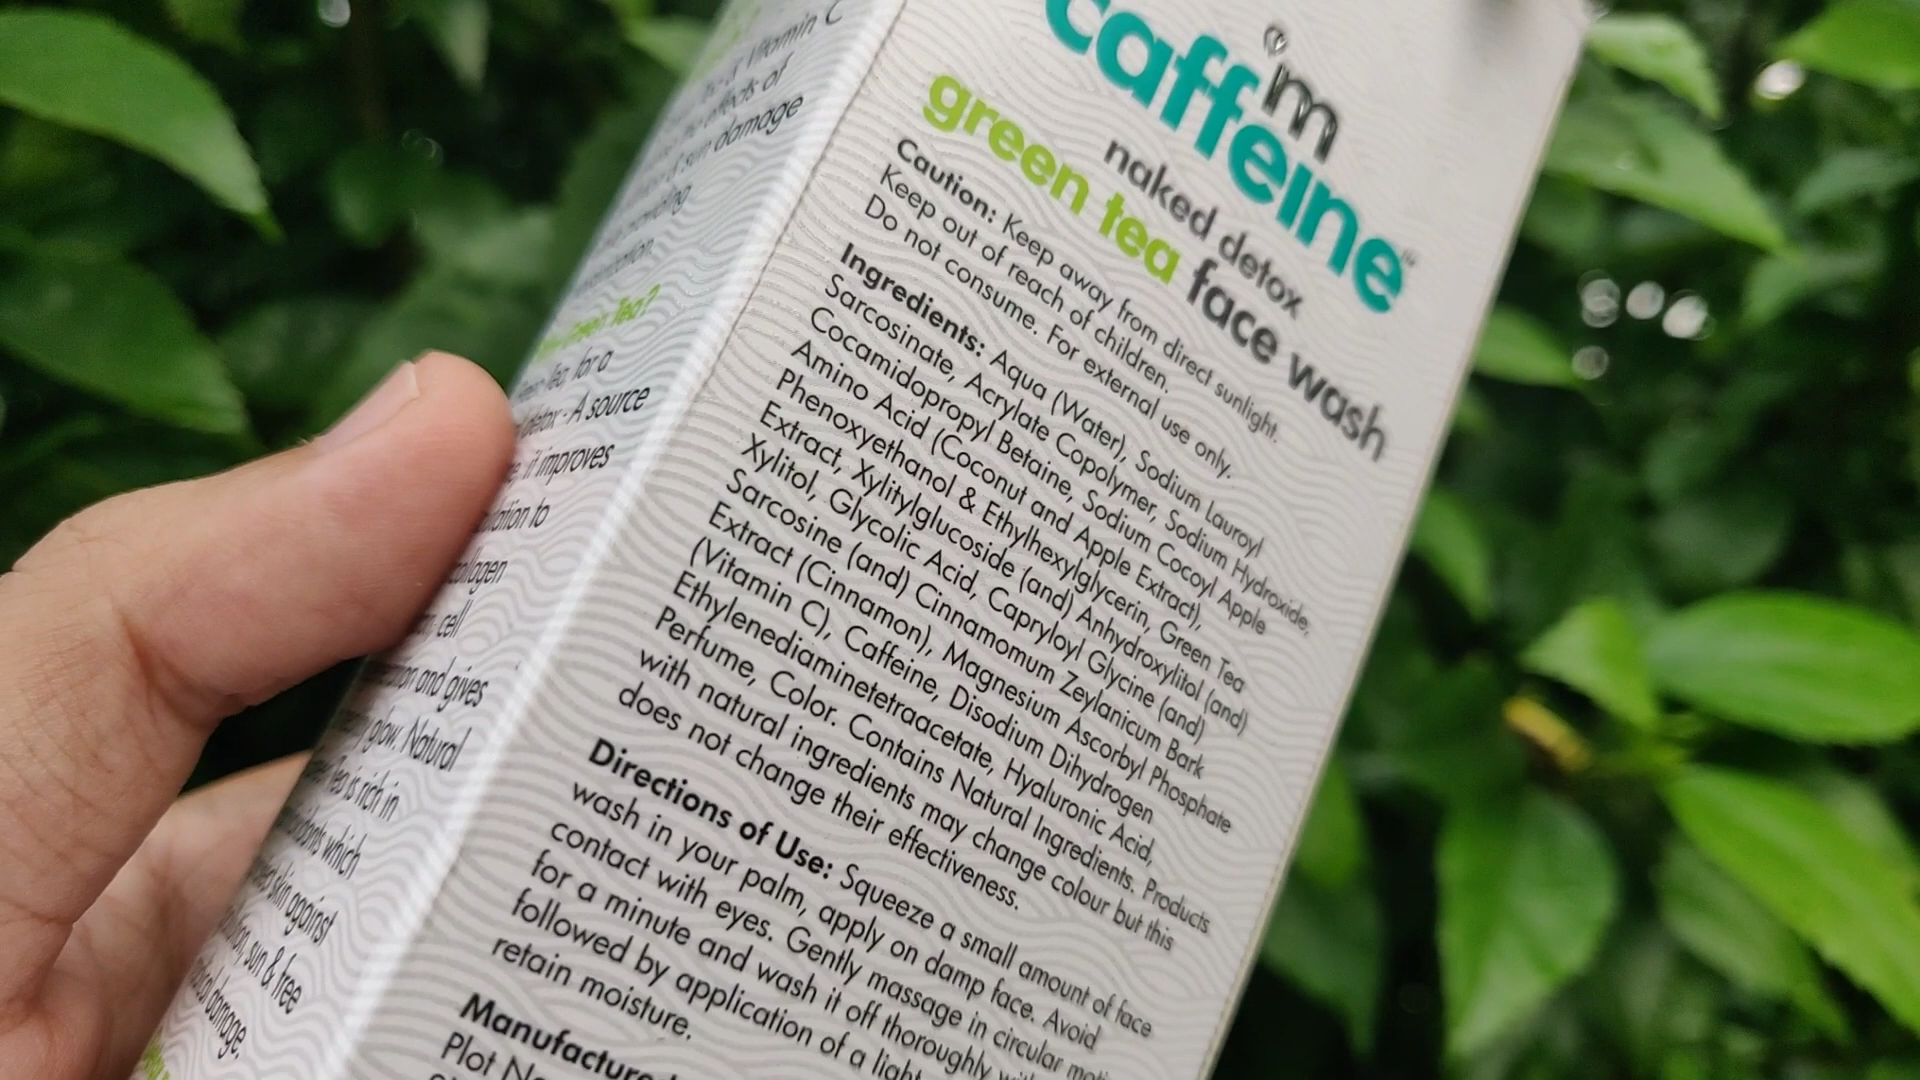 Vitamin C
effects of
& sun damage
Green Tea?
Tea, for a
detox - A source
it improves
to
collagen
cell
and gives
glow. Natural
Tea is rich in
which
skin against
sun & free
damage.
i'm
caffeine
naked detox
green tea face wash
Caution: Keep away from direct sunlight.
Keep out of reach of children.
Do not consume. For external use only.
Ingredients: Aqua (Water), Sodium Lauroyl
Sarcosinate, Acrylate Copolymer, Sodium Hydroxide,
Cocamidopropyl Betaine, Sodium Cocoyl Apple
Amino Acid (Coconut and Apple Extract),
Phenoxyethanol & Ethylhexylglycerin, Green Tea
Extract, Xylitylglucoside (and) Anhydroxylitol (and)
Xylitol, Glycolic Acid, Capryloyl Glycine (and)
Sarcosine (and) Cinnamomum Zeylanicum Bark
Extract (Cinnamon), Magnesium Ascorbyl Phosphate
(Vitamin C), Caffeine, Disodium Dihydrogen
Ethylenediaminetetraacetate, Hyaluronic Acid,
Perfume, Color. Contains Natural Ingredients. Products
with natural ingredients may change colour but this
does not change their effectiveness.
Directions of Use: Squeeze a small amount of face
wash in your palm, apply on damp face. Avoid
contact with eyes. Gently massage in circular
for a minute and wash it off thoroughly
followed by application of a light
retain moisture.
Plot